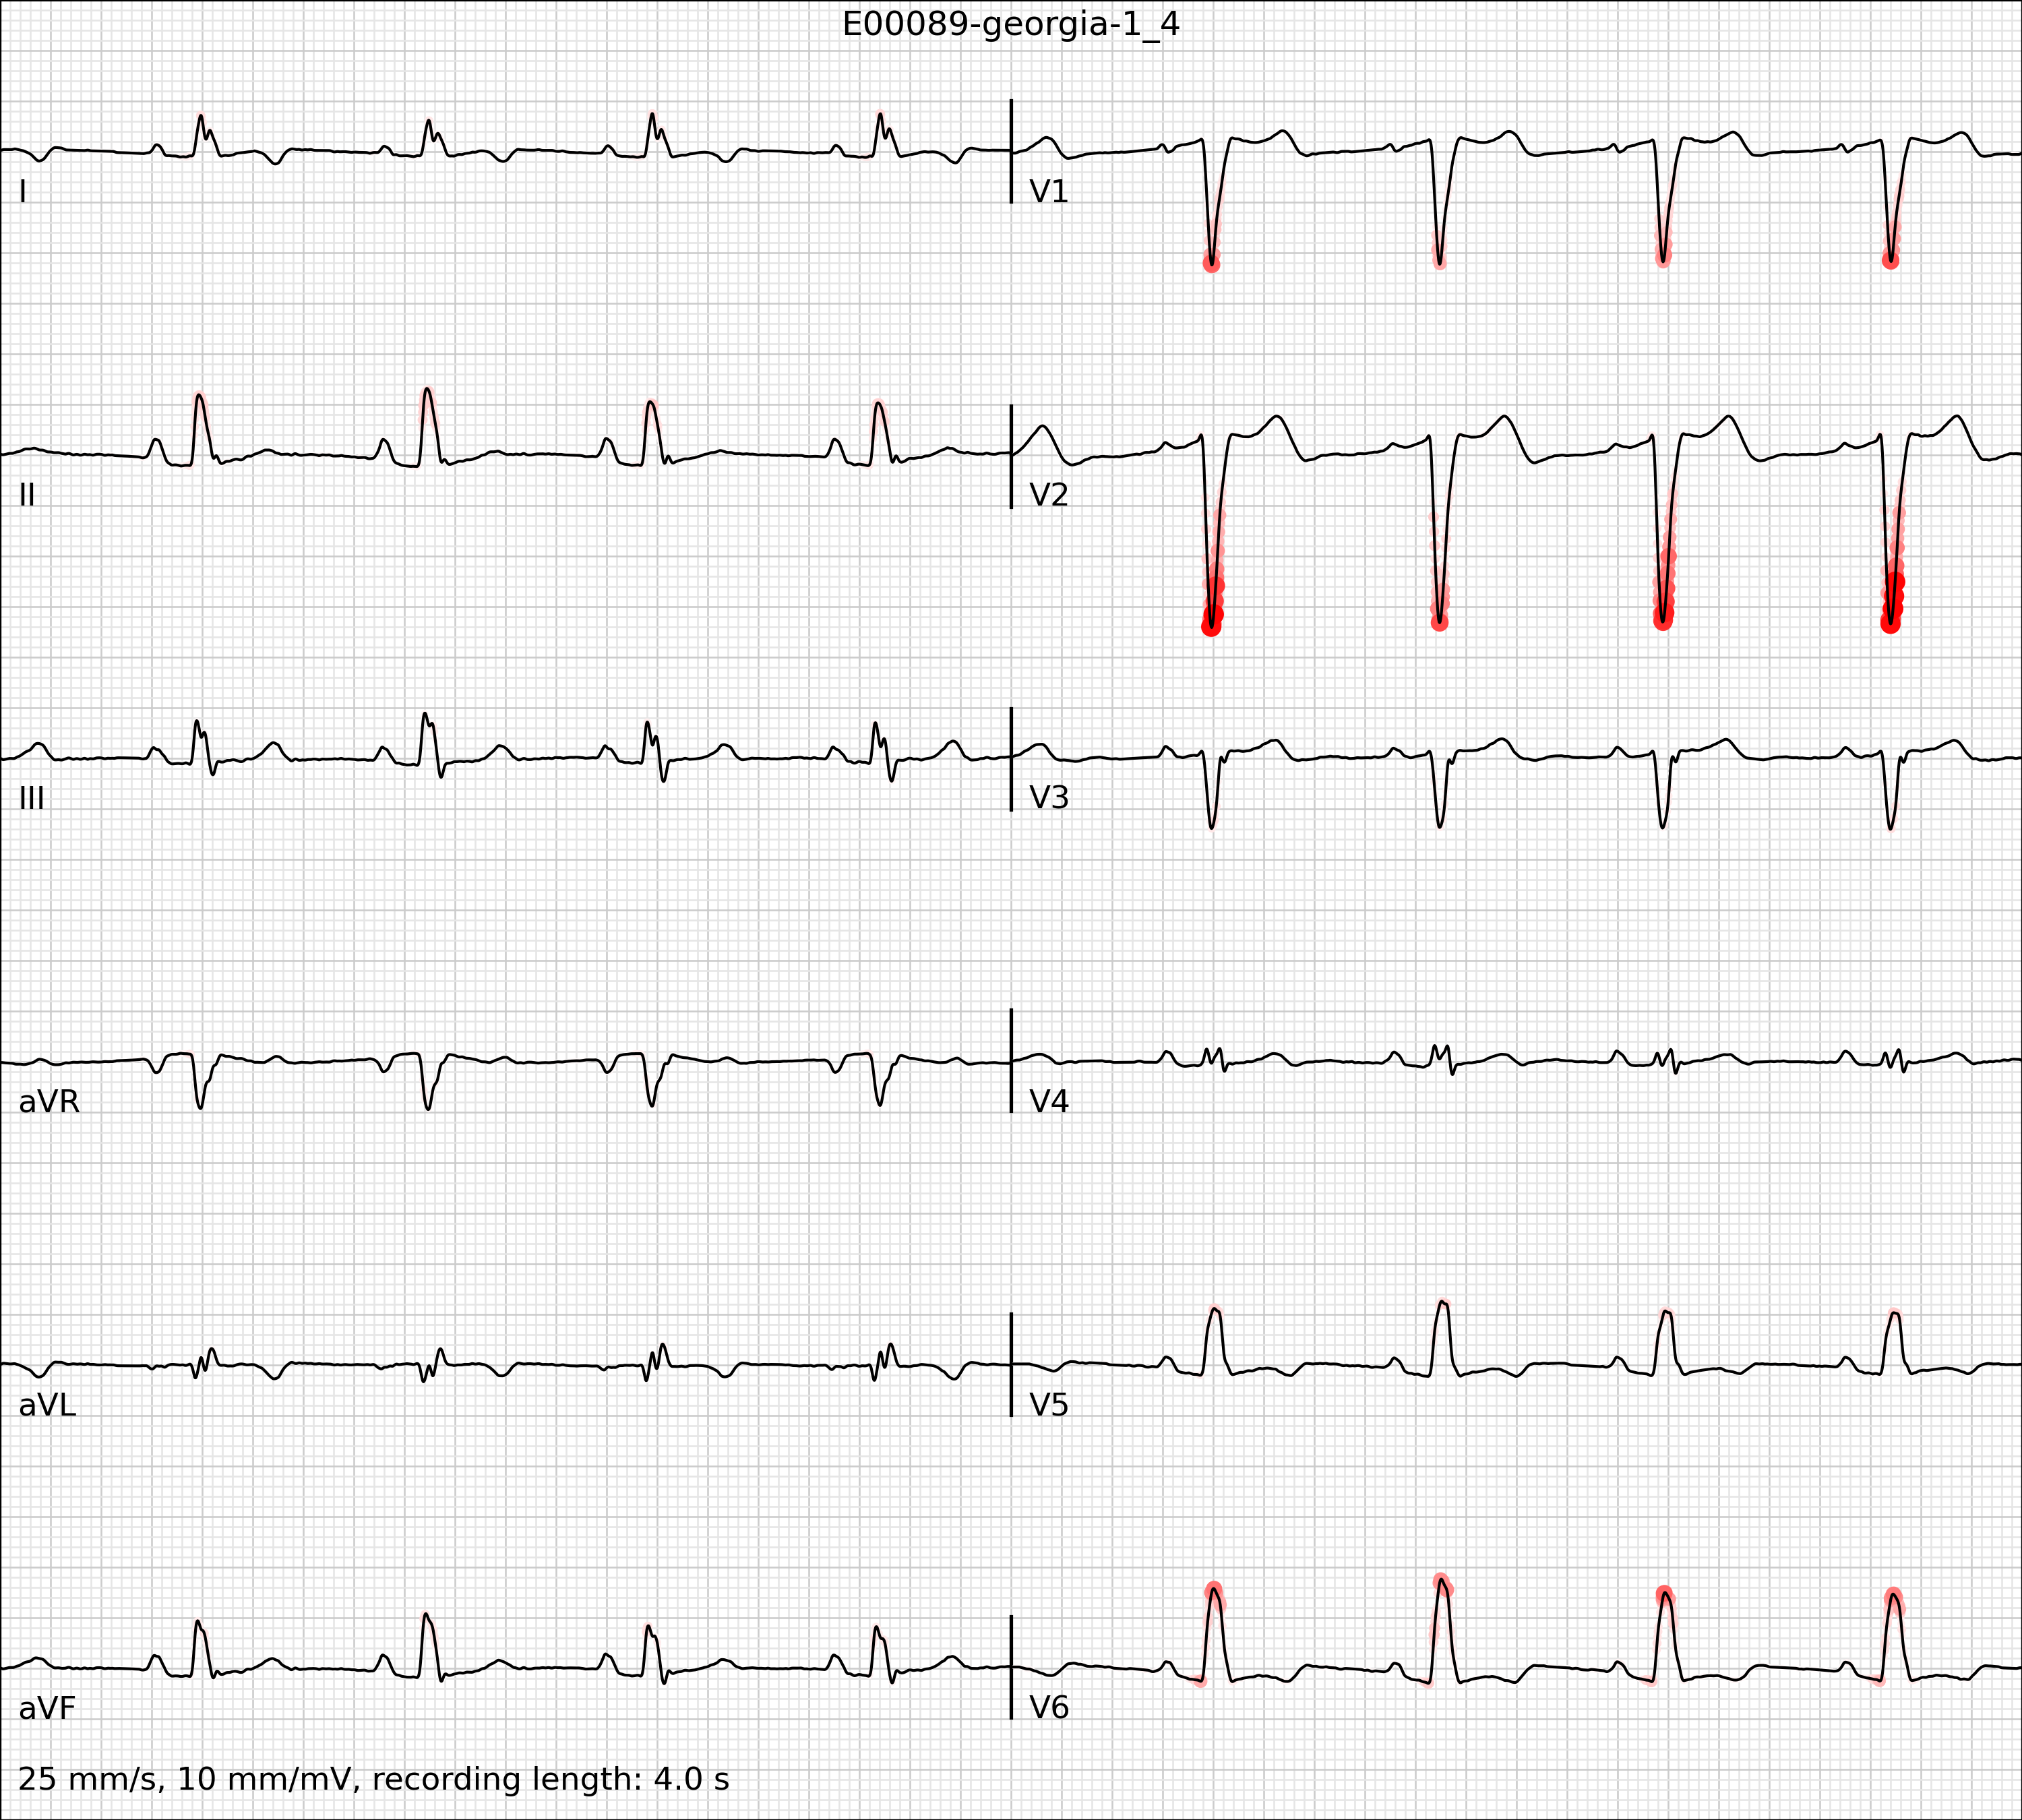 E00089-georgia-1_4
I
V1
II
V2
III
V3
aVR
V4
aVL
V5
aVF
V6
25 mm/s, 10 mm/mV, recording length: 4.0 s